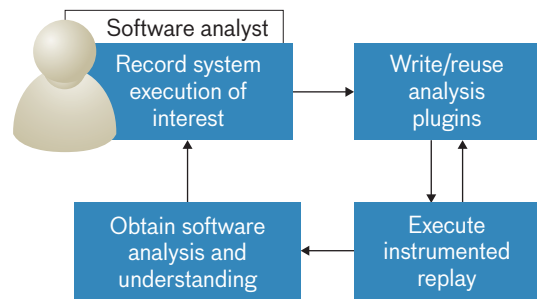 Software analyst
Record system
execution of
interest
Write/reuse
analysis
plugins
Obtain software
analysis and
understanding
Execute
instrumented
replay